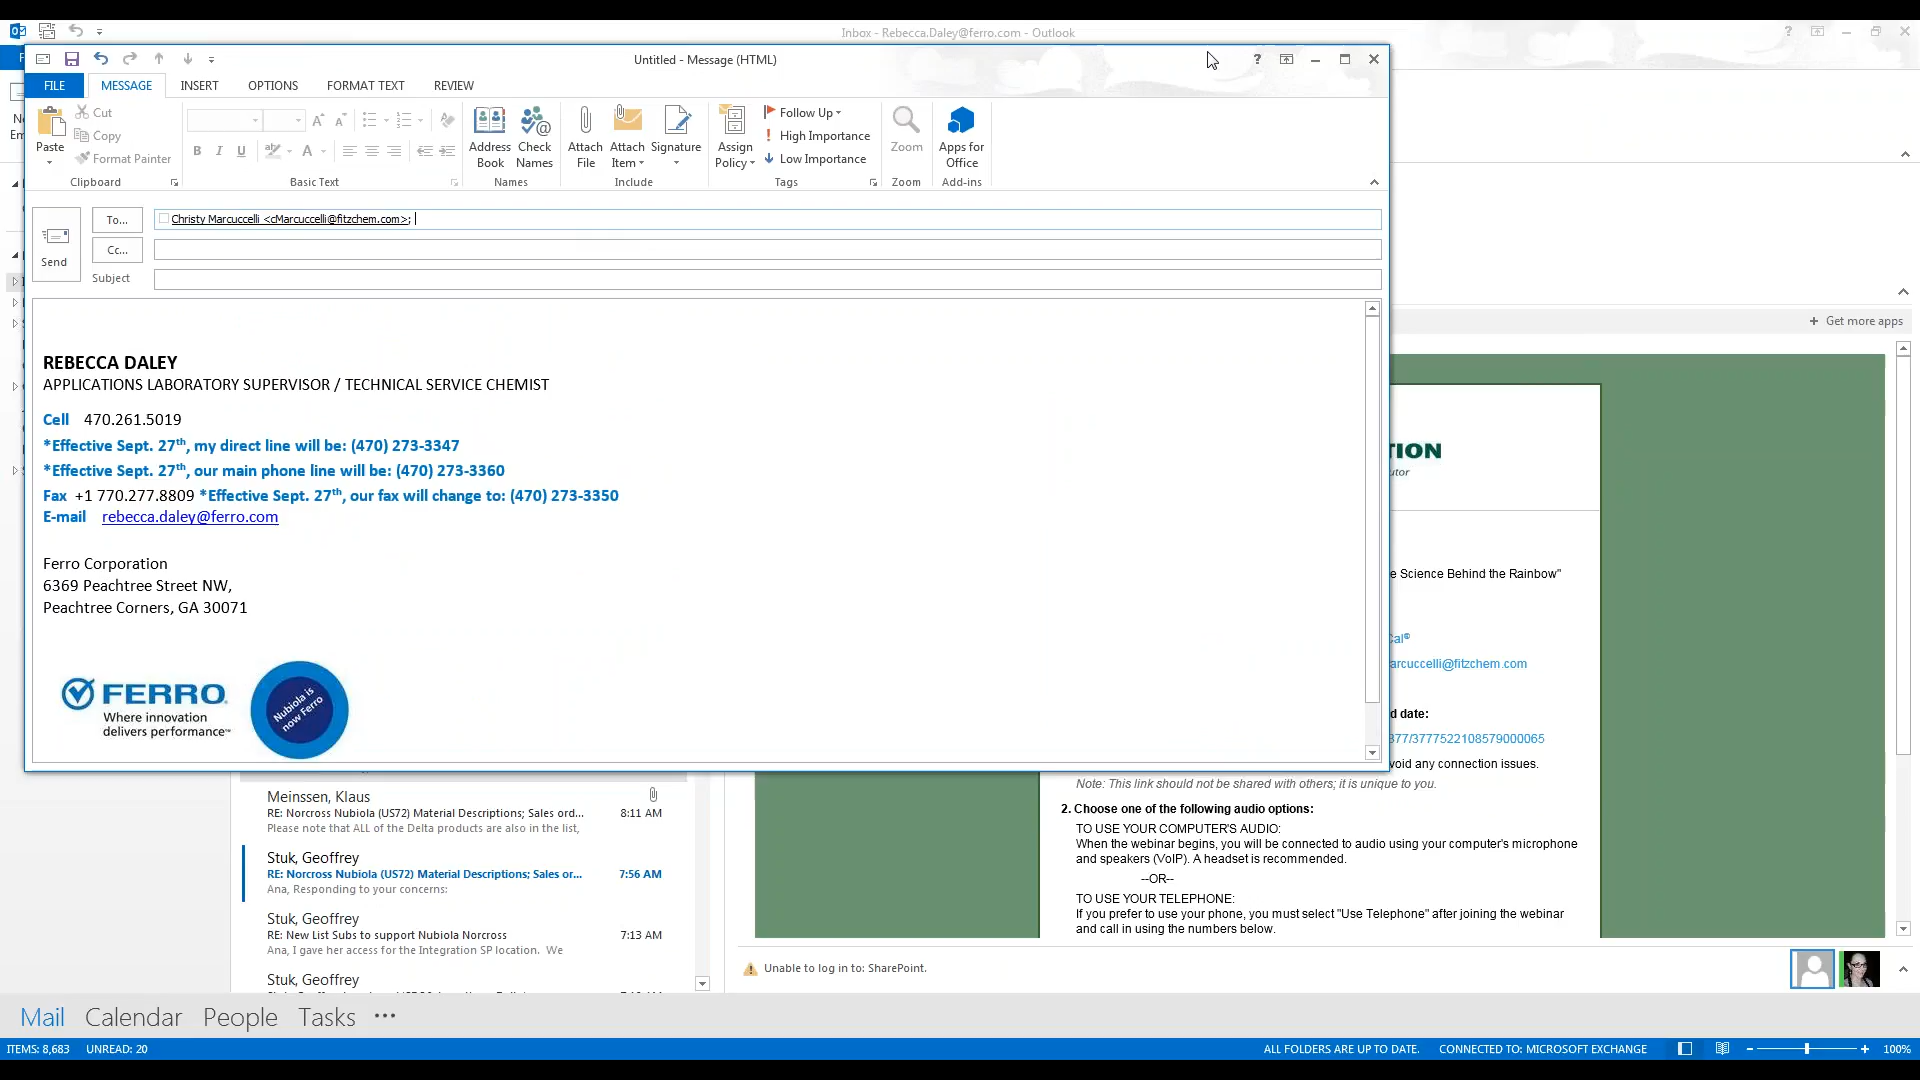 Inbox - Rebecca.Daley@ferro.com - Outlook
Untitled - Message (HTML)
FILE MESSAGE INSERT OPTIONS FORMAT TEXT REVIEW
Paste
Cut
Copy
Format Painter
Clipboard
Basic Text
Address Book
Check Names
Names
Attach File
Attach Item
Signature
Include
Assign Policy
Follow Up
High Importance
Low Importance
Tags
Zoom
Zoom
Apps for Office
Add-ins
Send
To...
Christy Marcuccelli <cMarcuccelli@fitzchem.com>;
Cc...
Subject
REBECCA DALEY
APPLICATIONS LABORATORY SUPERVISOR / TECHNICAL SERVICE CHEMIST
Cell 470.261.5019
*Effective Sept. 27th, my direct line will be: (470) 273-3347
*Effective Sept. 27th, our main phone line will be: (470) 273-3360
Fax +1 770.277.8809 *Effective Sept. 27th, our fax will change to: (470) 273-3350
E-mail rebecca.daley@ferro.com
Ferro Corporation
6369 Peachtree Street NW,
Peachtree Corners, GA 30071
FERRO
Where innovation
delivers performance™
Nubiola is
now Ferro
+ Get more apps
TION
utor
e Science Behind the Rainbow"
Cal®
arcuccelli@fitzchem.com
d date:
877/3777522108579000065
void any connection issues.
Note: This link should not be shared with others; it is unique to you.
2. Choose one of the following audio options:
TO USE YOUR COMPUTER'S AUDIO:
When the webinar begins, you will be connected to audio using your computer's microphone
and speakers (VoIP). A headset is recommended.
--OR--
TO USE YOUR TELEPHONE:
If you prefer to use your phone, you must select "Use Telephone" after joining the webinar
and call in using the numbers below.
Meinssen, Klaus
RE: Norcross Nubiola (US72) Material Descriptions; Sales ord... 8:11 AM
Please note that ALL of the Delta products are also in the list,
Stuk, Geoffrey
RE: Norcross Nubiola (US72) Material Descriptions; Sales or... 7:56 AM
Ana, Responding to your concerns:
Stuk, Geoffrey
RE: New List Subs to support Nubiola Norcross 7:13 AM
Ana, I gave her access for the Integration SP location. We
Stuk, Geoffrey
Unable to log in to: SharePoint.
Mail Calendar People Tasks •••
ITEMS: 8,683 UNREAD: 20
ALL FOLDERS ARE UP TO DATE. CONNECTED TO: MICROSOFT EXCHANGE 100%